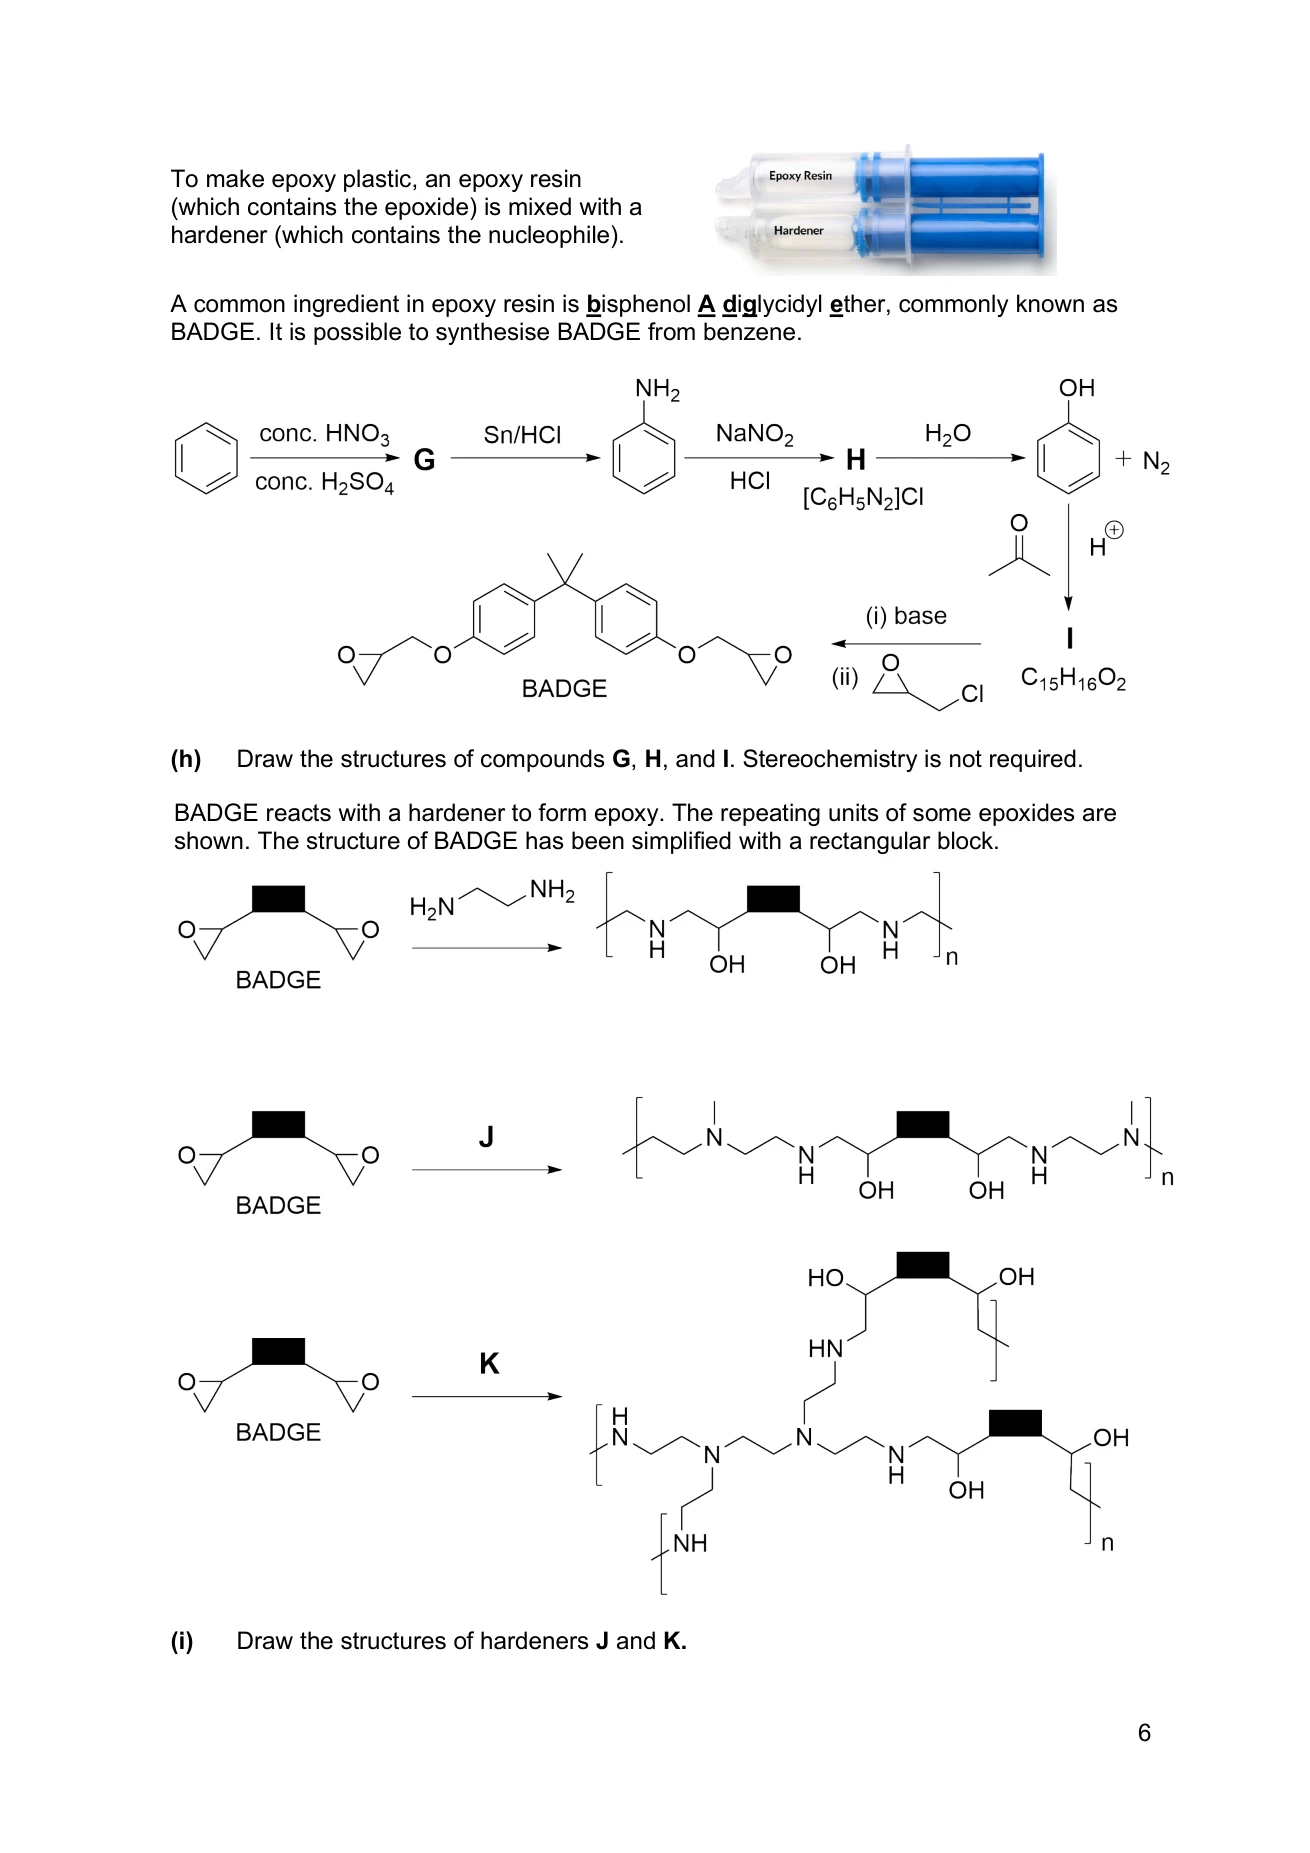 To make epoxy plastic, an epoxy resin
(which contains the epoxide) is mixed with a
hardener (which contains the nucleophile).
Epoxy Resin
Hardener
A common ingredient in epoxy resin is bisphenol A diglycidyl ether, commonly known as
BADGE. It is possible to synthesise BADGE from benzene.
NH₂
OH
conc. HNO₃
conc. H₂SO₄
G
Sn/HCl
NaNO₂
HCl
H
[C₆H₅N₂]Cl
H₂O
+ N₂
O
H⊕
I
C₁₅H₁₆O₂
(i) base
(ii)
O
Cl
O
O
O
O
BADGE
(h) Draw the structures of compounds G, H, and I. Stereochemistry is not required.
BADGE reacts with a hardener to form epoxy. The repeating units of some epoxides are
shown. The structure of BADGE has been simplified with a rectangular block.
O
O
BADGE
H₂N
NH₂
N
H
OH
OH
N
H
n
O
O
BADGE
J
N
N
H
OH
OH
N
H
N
n
O
O
BADGE
K
HO
OH
HN
H
N
N
N
N
H
OH
OH
NH
n
(i) Draw the structures of hardeners J and K.
6